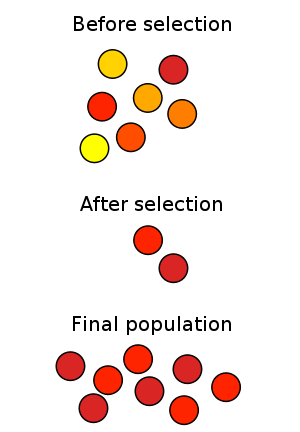 Before selection
After selection
Final population